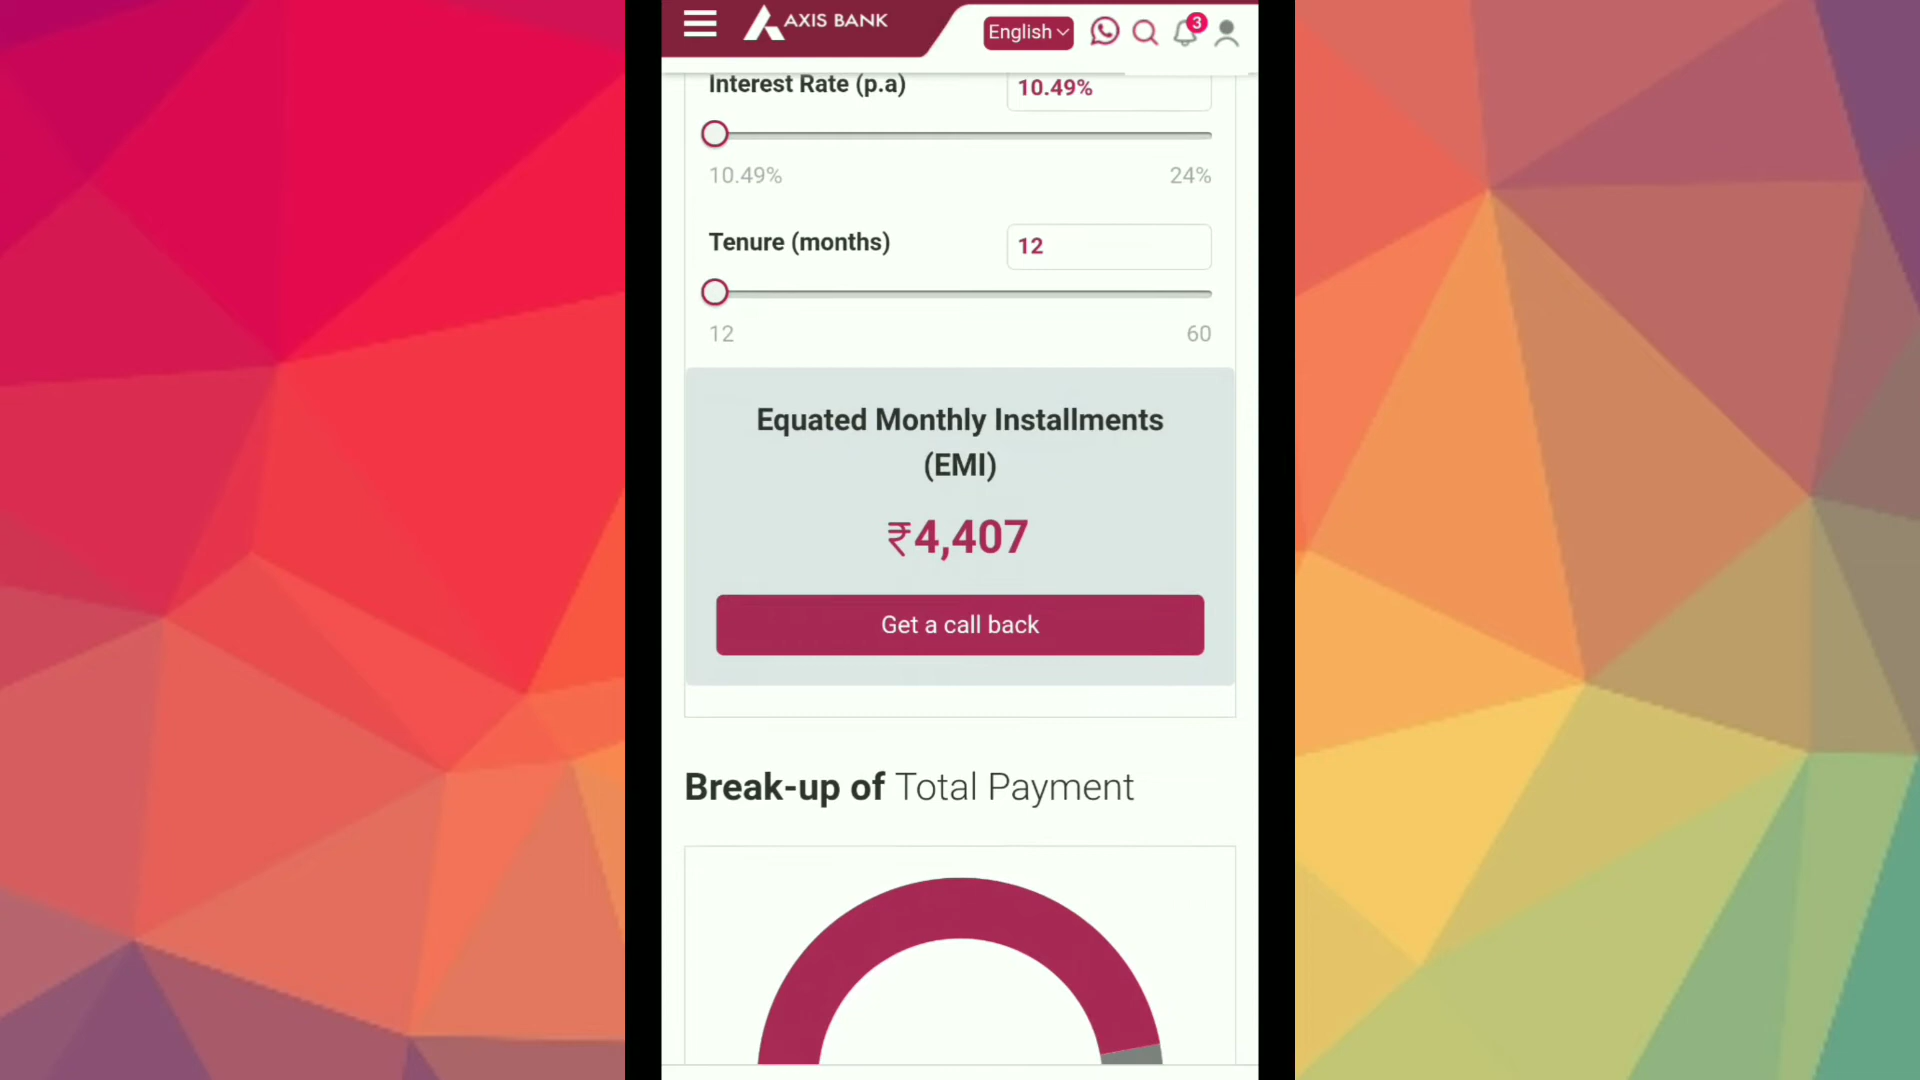 AXIS BANK
English
3
Interest Rate (p.a)
10.49%
10.49%
24%
Tenure (months)
12
12
60
Equated Monthly Installments
(EMI)
₹4,407
Get a call back
Break-up of Total Payment